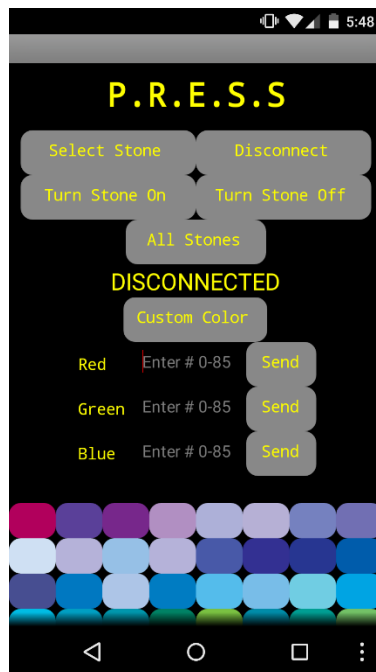 5:48
P.R.E.S.S
Select Stone Disconnect
Turn Stone On Turn Stone Off
All Stones
DISCONNECTED
Custom Color
Red Enter # 0-85 Send
Green Enter # 0-85 Send
Blue Enter # 0-85 Send